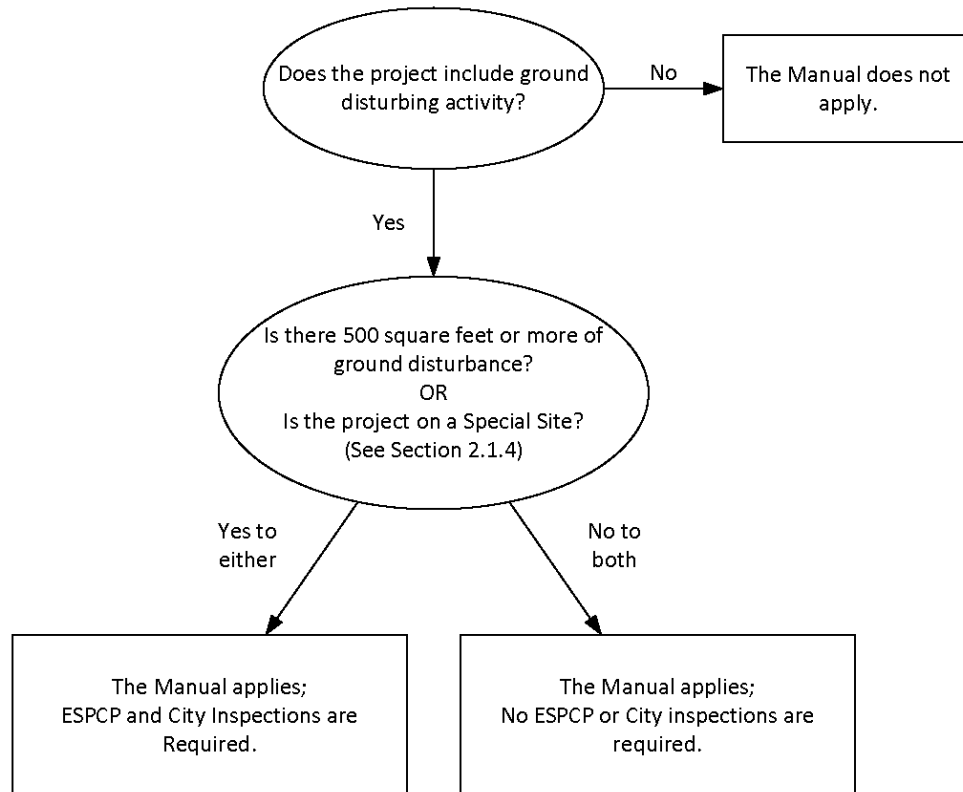 Does the project include ground
disturbing activity?
No
The Manual does not
apply.
Yes
Is there 500 square feet or more of
ground disturbance?
OR
Is the project on a Special Site?
(See Section 2.1.4)
Yes to
either
No to
both
The Manual applies;
ESPCP and City Inspections are
Required.
The Manual applies;
No ESPCP or City inspections are
required.